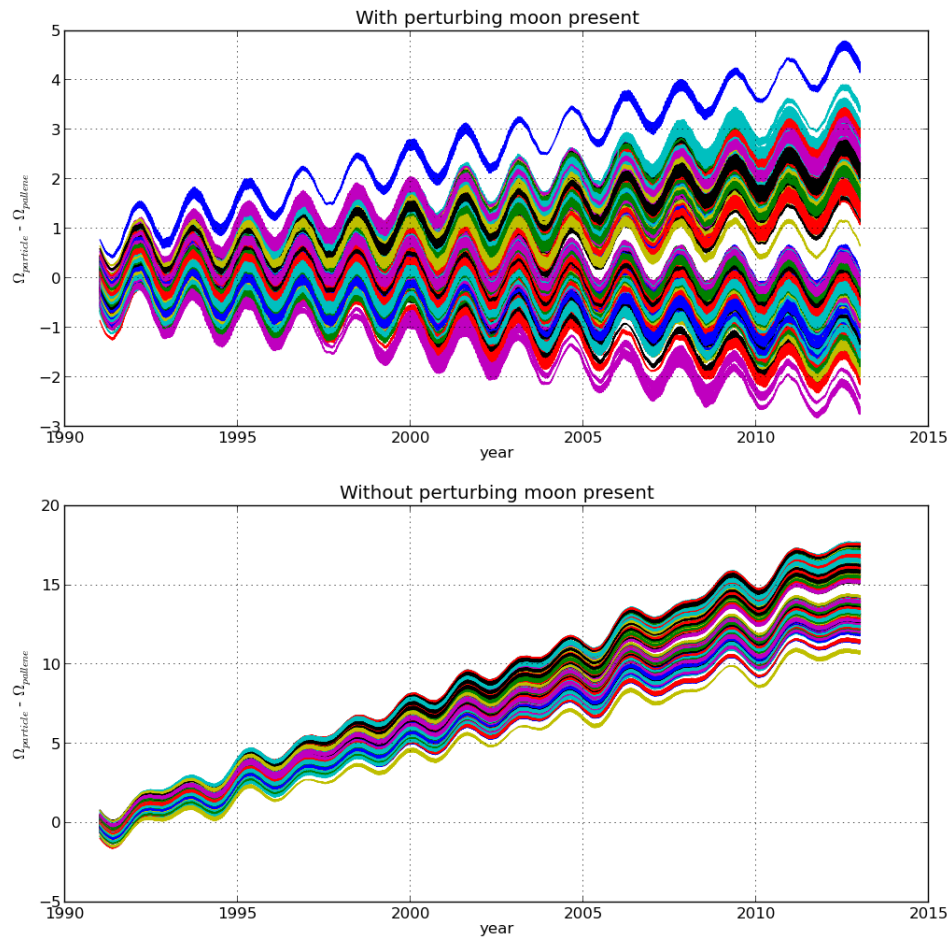 With perturbing moon present
5
4
3
2
1
0
−1
−2
−3
Ω_particle - Ω_pallene
1990 1995 2000 2005 2010 2015
year
Without perturbing moon present
20
15
10
5
0
−5
Ω_particle - Ω_pallene
1990 1995 2000 2005 2010 2015
year